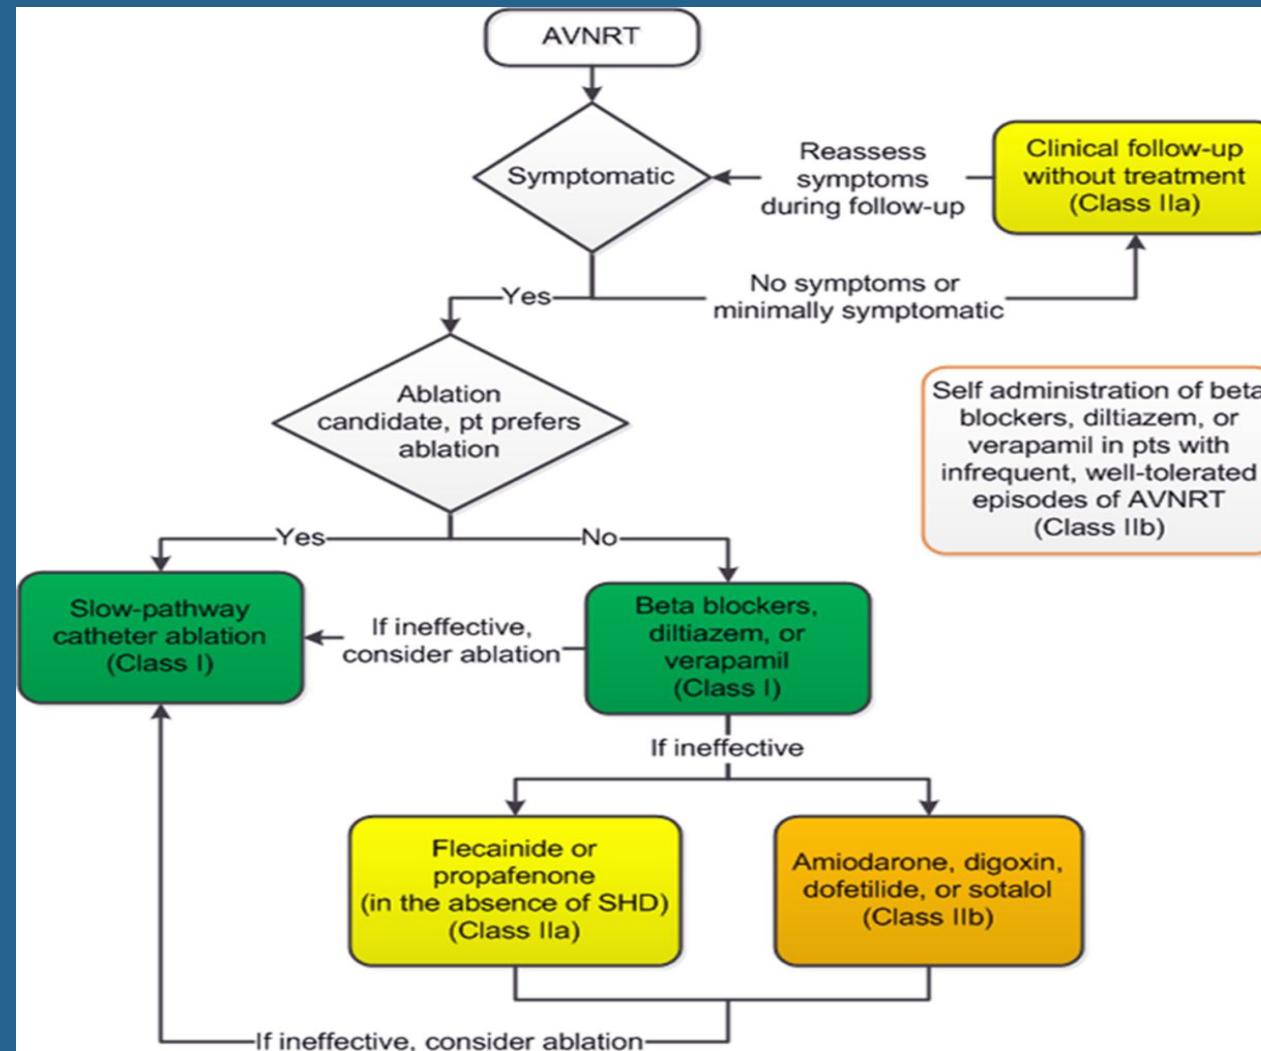 AVNRT
Symptomatic
Reassess
symptoms
during follow-up
Clinical follow-up
without treatment
(Class IIa)
Yes
No symptoms or
minimally symptomatic
Ablation
candidate, pt prefers
ablation
Self administration of beta
blockers, diltiazem, or
verapamil in pts with
infrequent, well-tolerated
episodes of AVNRT
(Class IIb)
Yes
No
Slow-pathway
catheter ablation
(Class I)
If ineffective,
consider ablation
Beta blockers,
diltiazem, or
verapamil
(Class I)
If ineffective
Flecainide or
propafenone
(in the absence of SHD)
(Class IIa)
Amiodarone, digoxin,
dofetilide, or sotalol
(Class IIb)
If ineffective, consider ablation